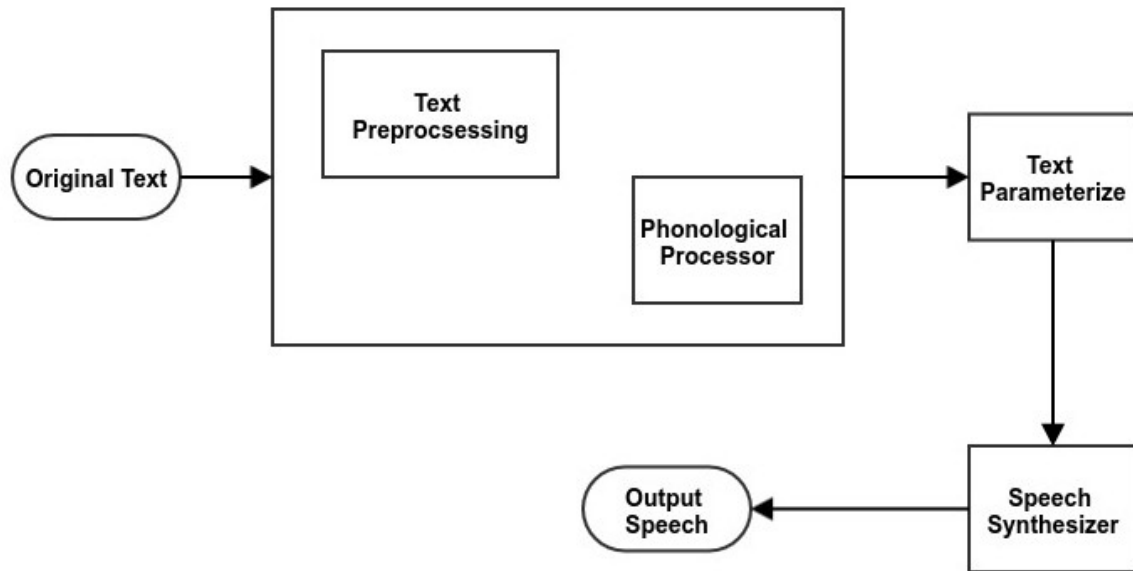 Original Text
Text
Preprocsessing
Phonological
Processor
Text
Parameterize
Speech
Synthesizer
Output
Speech